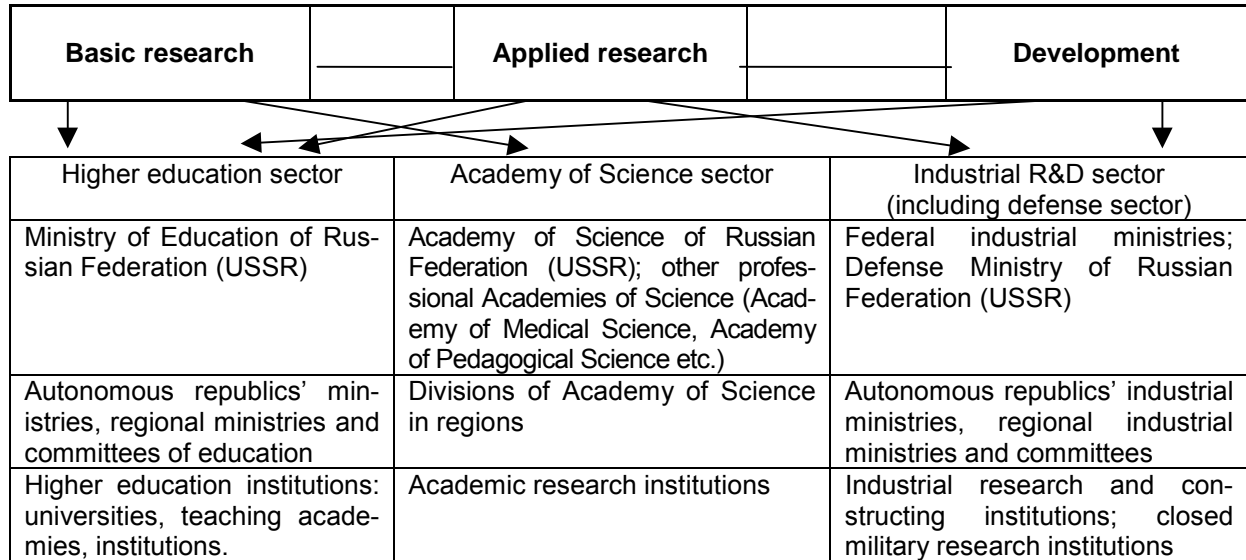 Basic research
Applied research
Development
Higher education sector
Academy of Science sector
Industrial R&D sector
(including defense sector)
Ministry of Education of Rus-
sian Federation (USSR)
Academy of Science of Russian
Federation (USSR); other profes-
sional Academies of Science (Acad-
emy of Medical Science, Academy
of Pedagogical Science etc.)
Federal industrial ministries;
Defense Ministry of Russian
Federation (USSR)
Autonomous republics’ min-
istries, regional ministries and
committees of education
Divisions of Academy of Science
in regions
Autonomous republics’ industrial
ministries, regional industrial
ministries and committees
Higher education institutions:
universities, teaching acade-
mies, institutions.
Academic research institutions
Industrial research and con-
structing institutions; closed
military research institutions